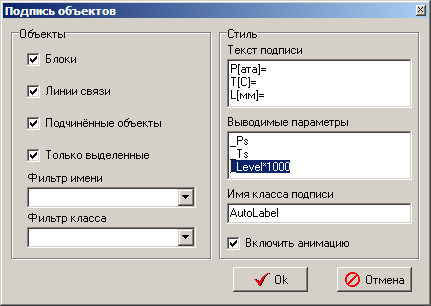 Подпись объектов
Объекты
Блоки
Линии связи
Подчинённые объекты
Только выделенные
Фильтр имени
Фильтр класса
Стиль
Текст подписи
P[ата]=
T[C]=
L[мм]=
Выводимые параметры
_Ps
_Ts
_Level*1000
Имя класса подписи
AutoLabel
Включить анимацию
Ok
Отмена